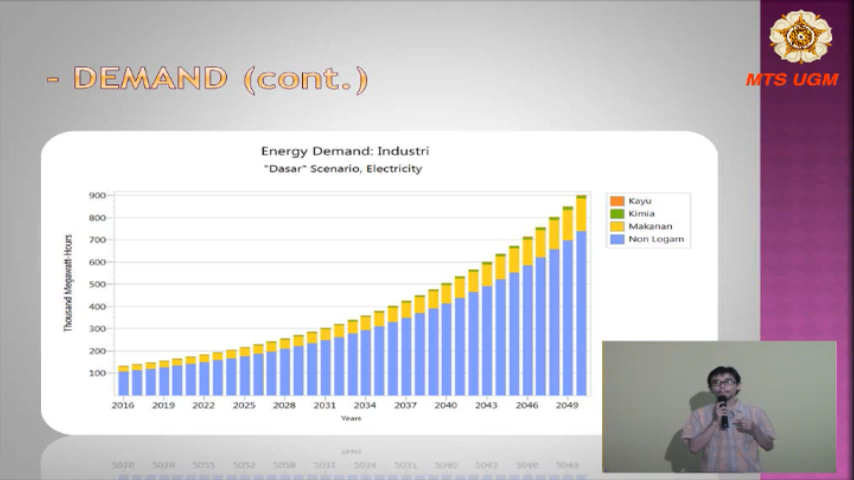 - DEMAND (cont.)
MTS UGM
Energy Demand: Industri
"Dasar" Scenario, Electricity
Thousand Megawatt-Hours
900
800
700
600
500
400
300
200
100
2016 2019 2022 2025 2028 2031 2034 2037 2040 2043 2046 2049
Years
Kayu
Kimia
Makanan
Non Logam